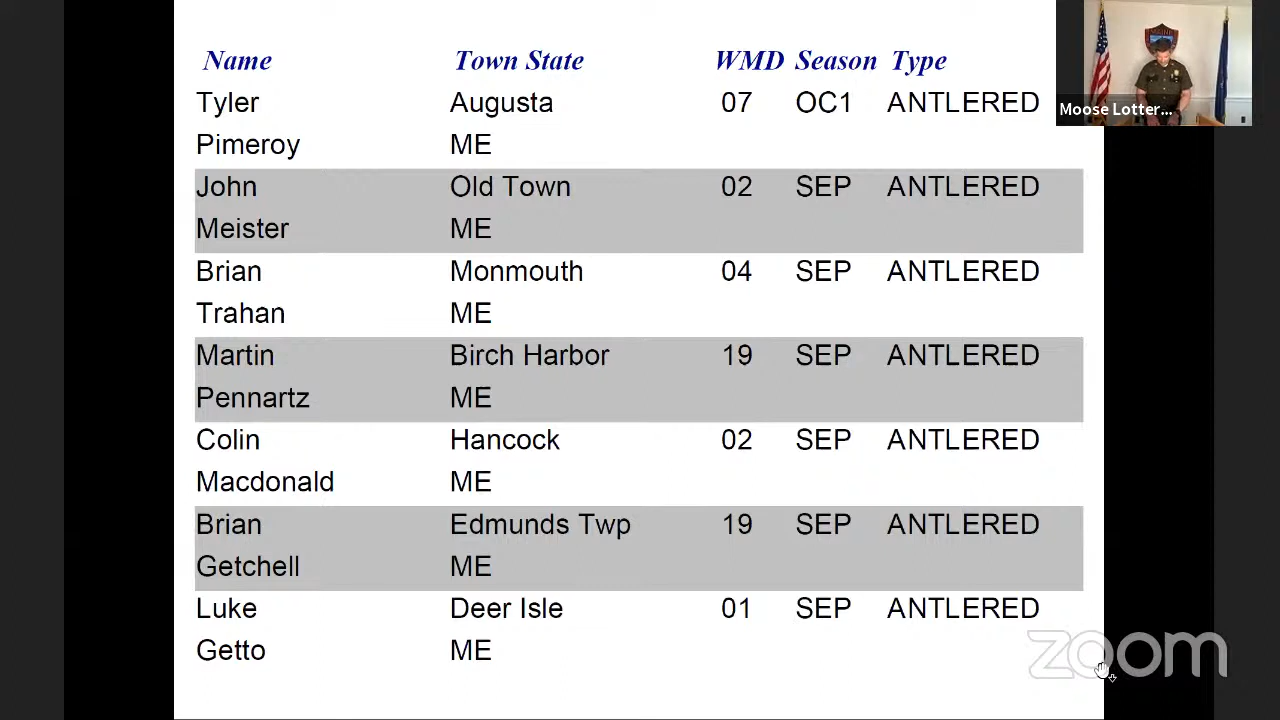 Name Town State WMD Season Type
Tyler Augusta 07 OC1 ANTLERED
Pimeroy ME
John Old Town 02 SEP ANTLERED
Meister ME
Brian Monmouth 04 SEP ANTLERED
Trahan ME
Martin Birch Harbor 19 SEP ANTLERED
Pennartz ME
Colin Hancock 02 SEP ANTLERED
Macdonald ME
Brian Edmunds Twp 19 SEP ANTLERED
Getchell ME
Luke Deer Isle 01 SEP ANTLERED
Getto ME
Moose Lotter...
zoom